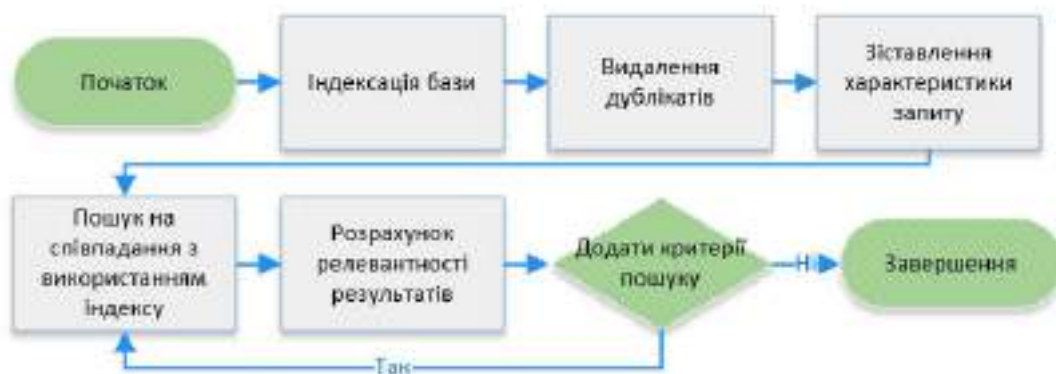 Початок
Індексація бази
Видалення
дублікатів
Зіставлення
характеристики
запиту
Пошук на
співпадання з
використанням
індексу
Розрахунок
релевантності
результатів
Додати критерії
пошуку
Завершення
Так